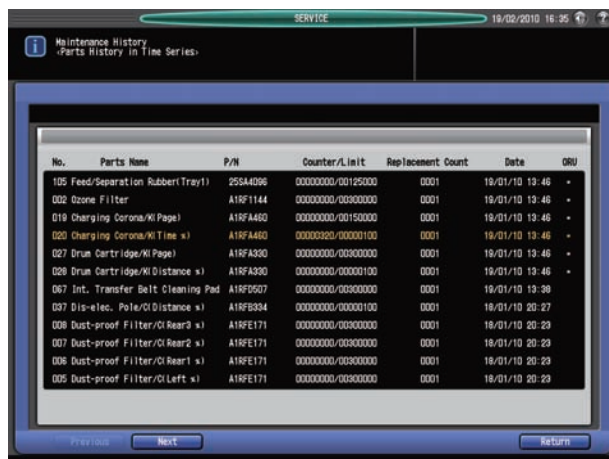 SERVICE
19/02/2010 16:35
Maintenance History
<Parts History in Time Series>
No. Parts Name P/N Counter/Limit Replacement Count Date ORU
105 Feed/Separation Rubber(Tray1) 25SA4096 00000000/00125000 0001 19/01/10 13:46 *
002 Ozone Filter A1RF1144 00000000/00300000 0001 19/01/10 13:46 *
019 Charging Corona/K(Page) A1RFA460 00000000/00150000 0001 19/01/10 13:46 *
020 Charging Corona/K(Time %) A1RFA460 00000320/00000100 0001 19/01/10 13:46 *
027 Drum Cartridge/K(Page) A1RFA330 00000000/00300000 0001 19/01/10 13:46 *
028 Drum Cartridge/K(Distance %) A1RFA330 00000000/00000100 0001 19/01/10 13:46 *
067 Int. Transfer Belt Cleaning Pad A1RFD507 00000000/00300000 0001 19/01/10 13:38
037 Dis-elec. Pole/C(Distance %) A1RFB334 00000000/00000100 0001 18/01/10 20:27
008 Dust-proof Filter/C(Rear3 %) A1RFE171 00000000/00300000 0001 18/01/10 20:23
007 Dust-proof Filter/C(Rear2 %) A1RFE171 00000000/00300000 0001 18/01/10 20:23
006 Dust-proof Filter/C(Rear1 %) A1RFE171 00000000/00300000 0001 18/01/10 20:23
005 Dust-proof Filter/C(Left %) A1RFE171 00000000/00300000 0001 18/01/10 20:23
Previous Next Return